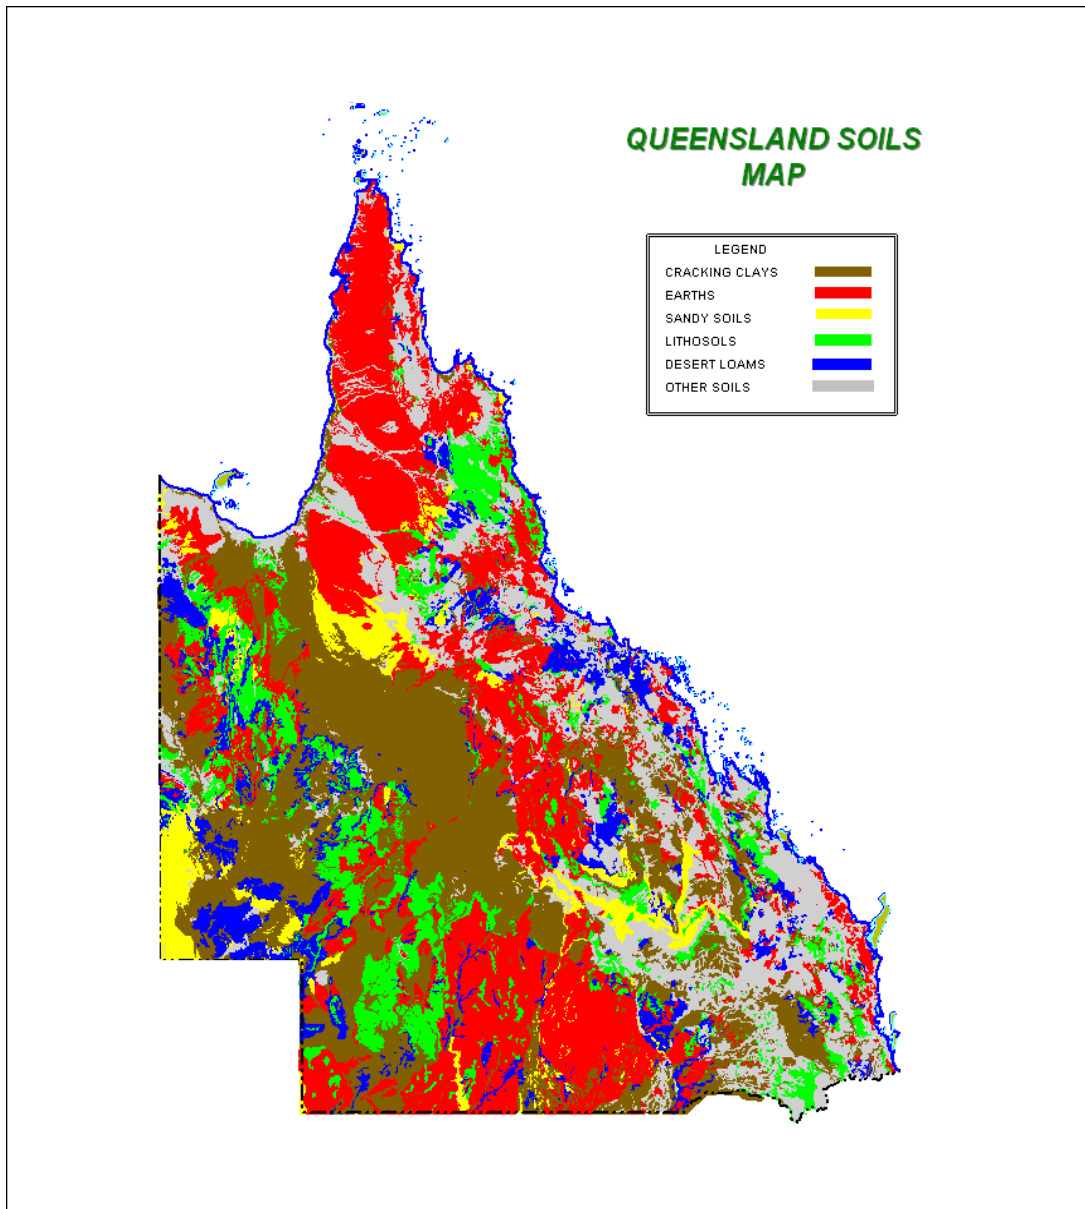 QUEENSLAND SOILS
MAP
LEGEND
CRACKING CLAYS
EARTHS
SANDY SOILS
LITHOSOLS
DESERT LOAMS
OTHER SOILS